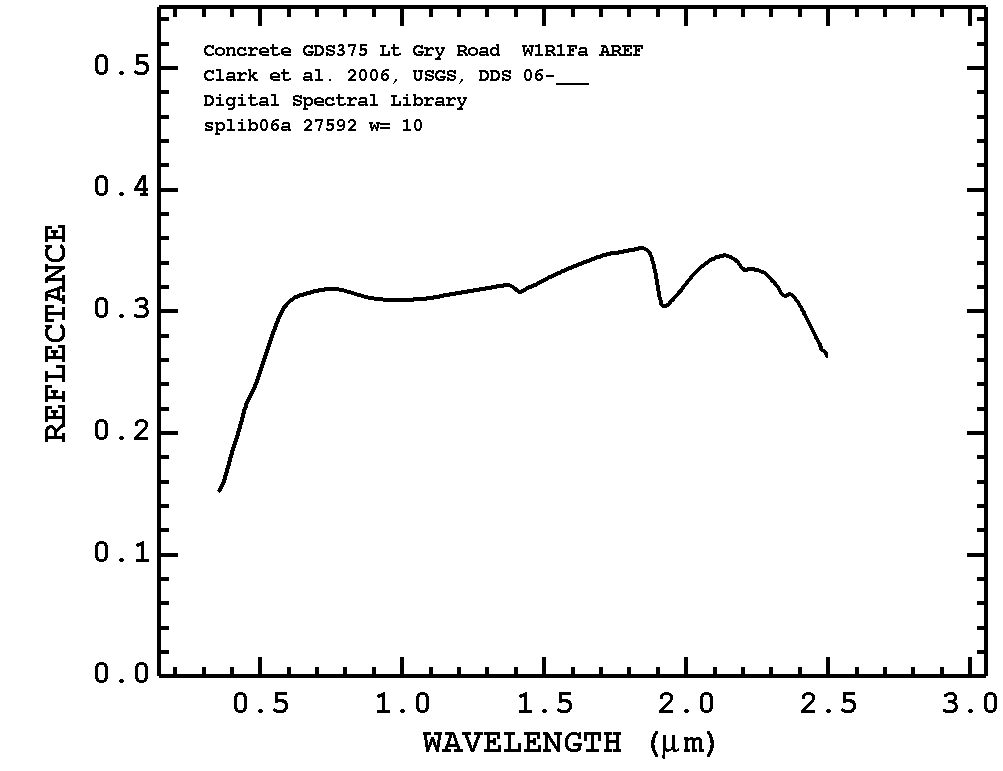 Concrete GDS375 Lt Gry Road  W1R1Fa AREF
Clark et al. 2006, USGS, DDS 06-___
Digital Spectral Library
splib06a 27592 w= 10
REFLECTANCE
0.5
0.4
0.3
0.2
0.1
0.0
0.5 1.0 1.5 2.0 2.5 3.0
WAVELENGTH (μm)